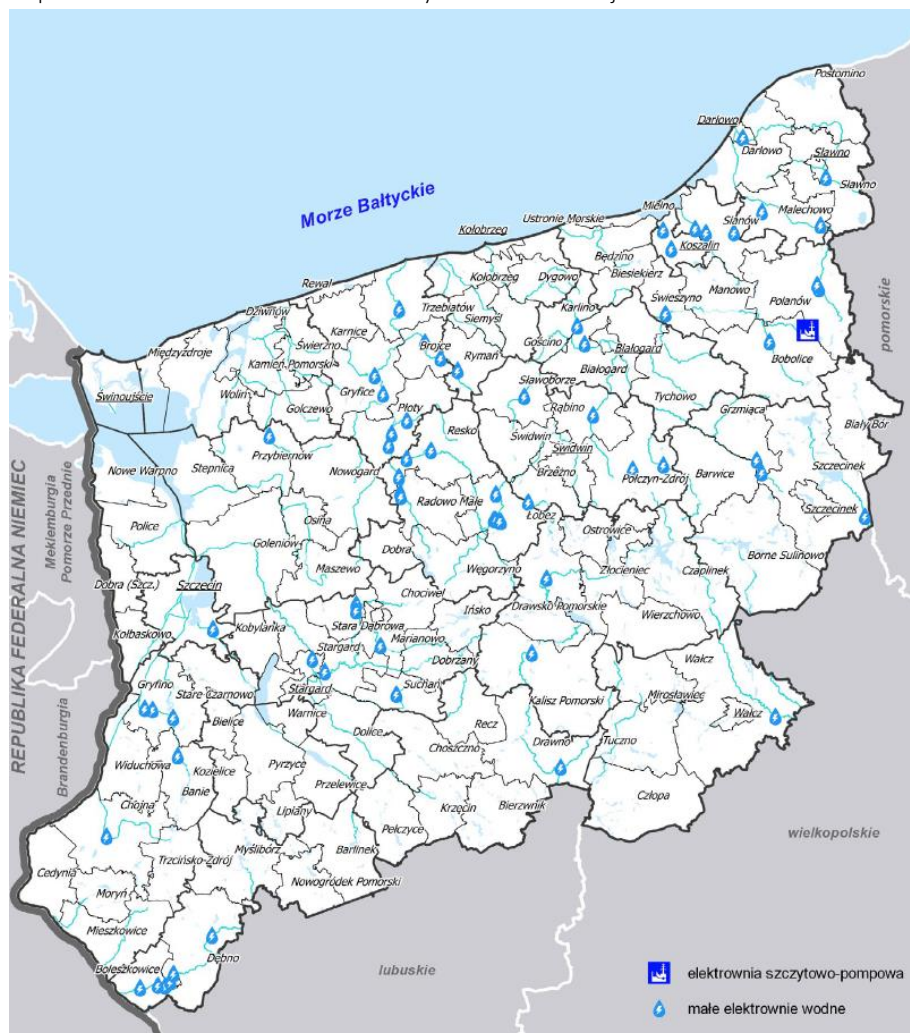 Postomino
Darłowo
Darłowo
Sławno
Sławno
Morze Bałtyckie
Mielno
Sianów
Malechowo
Ustronie Morskie
Kołobrzeg
Koszalin
Będzino
Rewal
Kołobrzeg
Dygowo
Biesiekierz
Manowo
Polanów
pomorskie
Dziwnów
Trzebiatów
Karlino
Świeszyno
Karnice
Siemyśl
Świerzno
Gościno
Białogard
Międzyzdroje
Brojce
Rymań
Bobolice
Kamień Pomorski
Białogard
Świnoujście
Wolin
Gryfice
Sławoborze
Tychowo
Golczewo
Płoty
Rąbino
Grzmiąca
Biały Bór
Resko
Świdwin
Świdwin
Nowe Warpno
Stepnica
Przybiernów
Nowogard
Brzeżno
Połczyn-Zdrój
Barwice
Szczecinek
Radowo Małe
Łobez
Szczecinek
Police
Osina
Ostrowice
Goleniów
Dobra
Borne Sulinowo
Maszewo
Węgorzyno
Złocieniec
Czaplinek
Dobra (Szcz.)
Szczecin
Chociwel
Ińsko
Drawsko Pomorskie
Wierzchowo
Kołbaskowo
Kobylanka
Stara Dąbrowa
Marianowo
Stargard
Dobrzany
Wałcz
Gryfino
Stare Czarnowo
Stargard
Suchań
Kalisz Pomorski
Mirosławiec
Bielice
Warnice
Recz
Wałcz
Dolice
Drawno
Tuczno
Widuchowa
Pyrzyce
Choszczno
Kozielice
Banie
Przelewice
Człopa
Chojna
Lipiany
Krzęcin
Bierzwnik
Pełczyce
wielkopolskie
Myślibórz
Barlinek
Cedynia
Trzcińsko-Zdrój
Moryń
Nowogródek Pomorski
Mieszkowice
Boleszkowice
Dębno
lubuskie
REPUBLIKA FEDERALNA NIEMIEC
Meklemburgia
Pomorze Przednie
Brandenburgia
elektrownia szczytowo-pompowa
małe elektrownie wodne